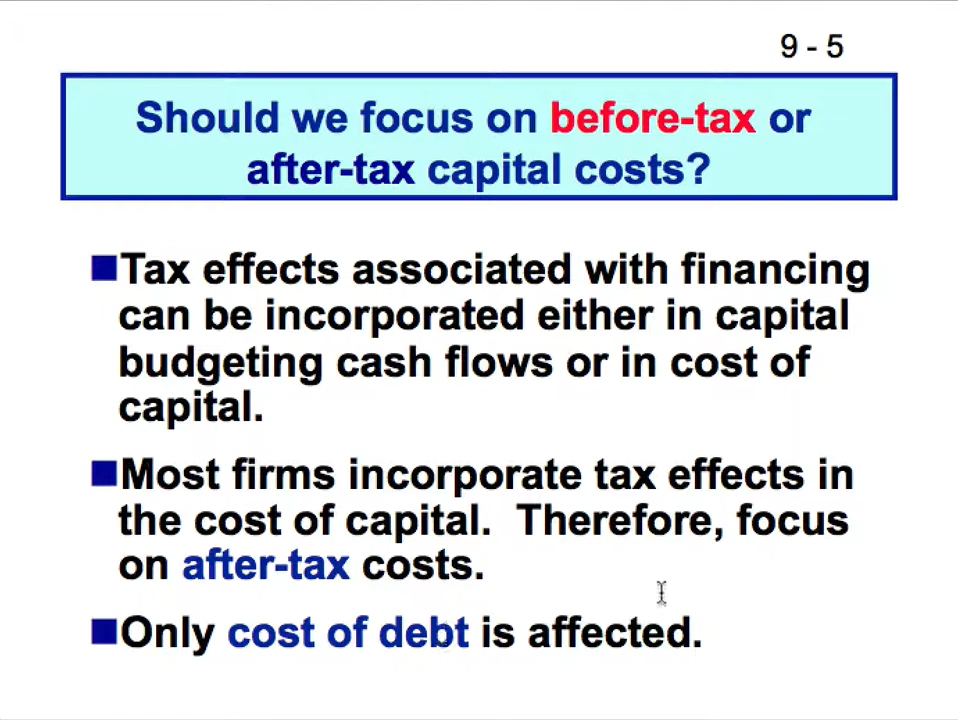 9 - 5
Should we focus on before-tax or
after-tax capital costs?
Tax effects associated with financing
can be incorporated either in capital
budgeting cash flows or in cost of
capital.
Most firms incorporate tax effects in
the cost of capital.  Therefore, focus
on after-tax costs.
Only cost of debt is affected.